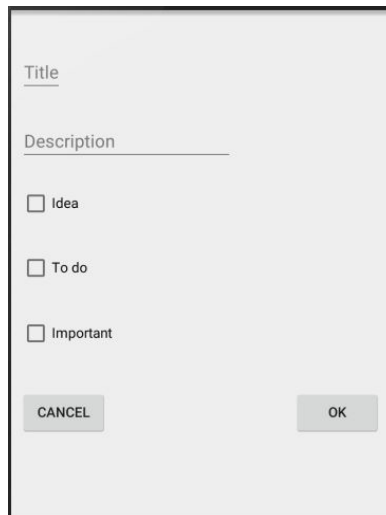 Title
Description
Idea
To do
Important
CANCEL OK